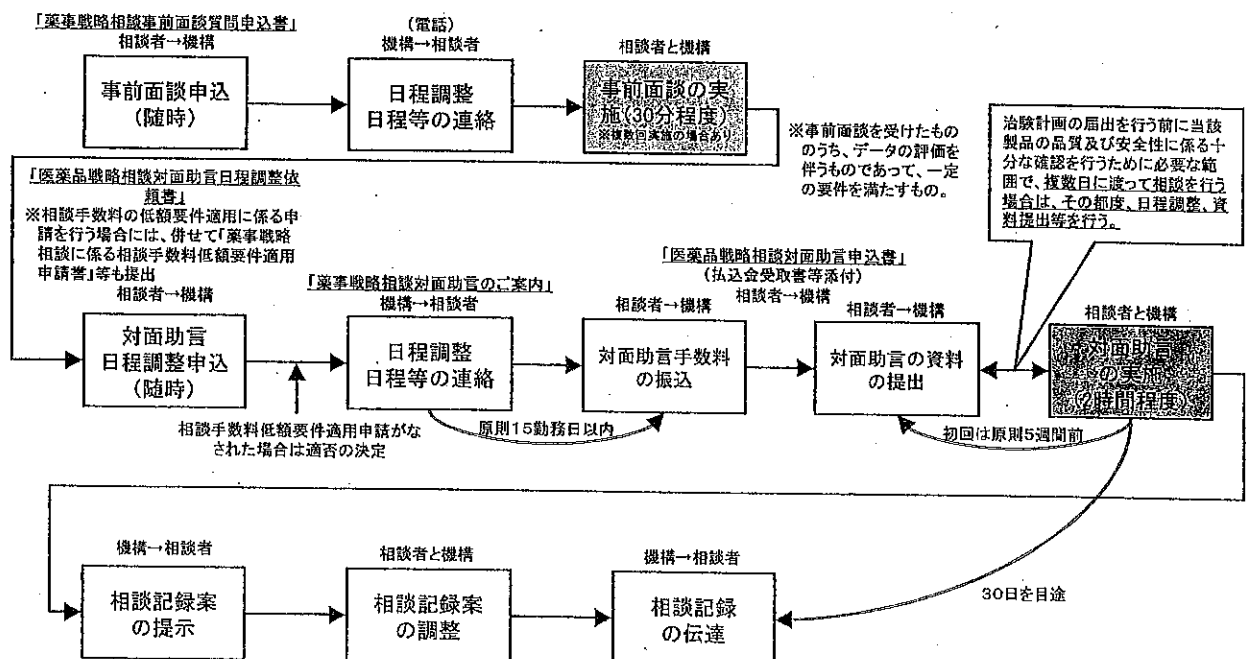 「薬事戦略相談事前面談質問申込書」
相談者→機構
事前面談申込
(随時)
(電話)
機構→相談者
日程調整
日程等の連絡
相談者と機構
事前面談の実
施(30分程度)
※複数回実施の場合あり
※事前面談を受けたもの
のうち、データの評価を
伴うものであって、一定
の要件を満たすもの。
治験計画の届出を行う前に当該
製品の品質及び安全性に係る十
分な確認を行うために必要な範
囲で、複数日に渡って相談を行う
場合は、その都度、日程調整、資
料提出等を行う。
「医薬品戦略相談対面助言日程調整依
頼書」
※相談手数料の低額要件適用に係る申
請を行う場合には、併せて「薬事戦略
相談に係る相談手数料低額要件適用
申請書」等も提出
相談者→機構
対面助言
日程調整申込
(随時)
相談手数料低額要件適用申請がな
された場合は適否の決定
「薬事戦略相談対面助言のご案内」
機構→相談者
日程調整
日程等の連絡
原則15勤務日以内
相談者→機構
対面助言手数料
の振込
「医薬品戦略相談対面助言申込書」
(払込金受取書等添付)
相談者→機構
相談者→機構
対面助言の資料
の提出
初回は原則5週間前
相談者と機構
対面助言
の実施
(2時間程度)
機構→相談者
相談記録案
の提示
相談者と機構
相談記録案
の調整
機構→相談者
相談記録
の伝達
30日を目途